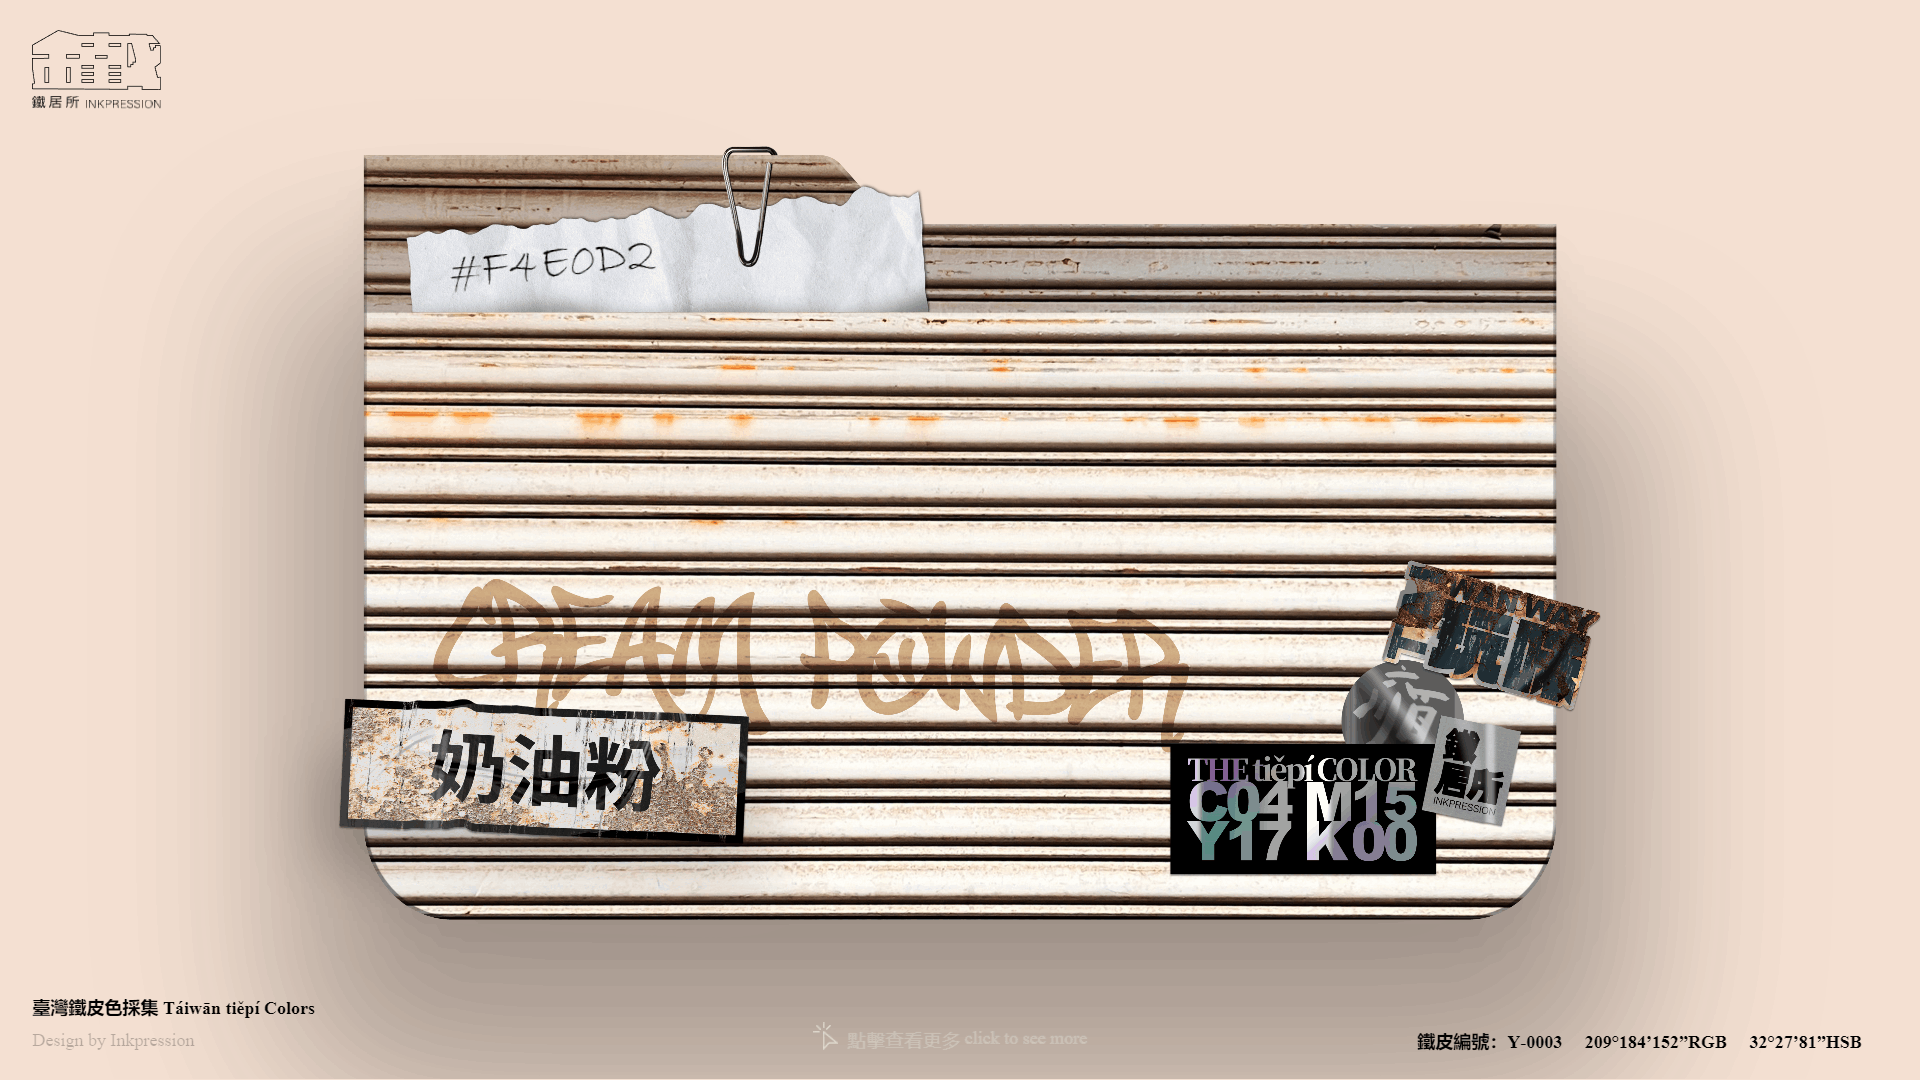 鐵居所 INKPRESSION
#F4E0D2
CREAM POWDER
奶油粉
THE tiěpí COLOR
C04 M15
Y17 K00
鐵居所
INKPRESSION
臺灣鐵皮色採集 Táiwān tiěpí Colors
Design by Inkpression
點擊查看更多 click to see more
鐵皮編號：Y-0003 209°184’152”RGB 32°27’81”HSB